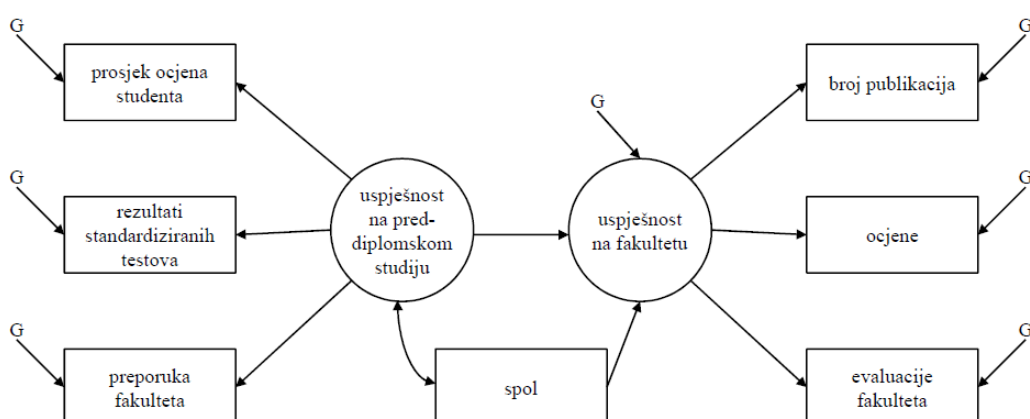 G
G
prosjek ocjena
studenta
broj publikacija
G
G
rezultati
standardiziranih
testova
uspješnost
na pred-
diplomskom
studiju
uspješnost
na fakultetu
ocjene
G
G
preporuka
fakulteta
spol
evaluacije
fakulteta
G